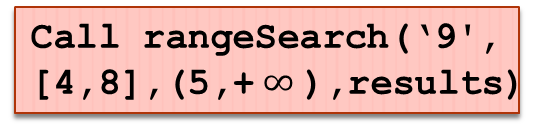 Call rangeSearch(‘9',
[4,8],(5,+∞),results)